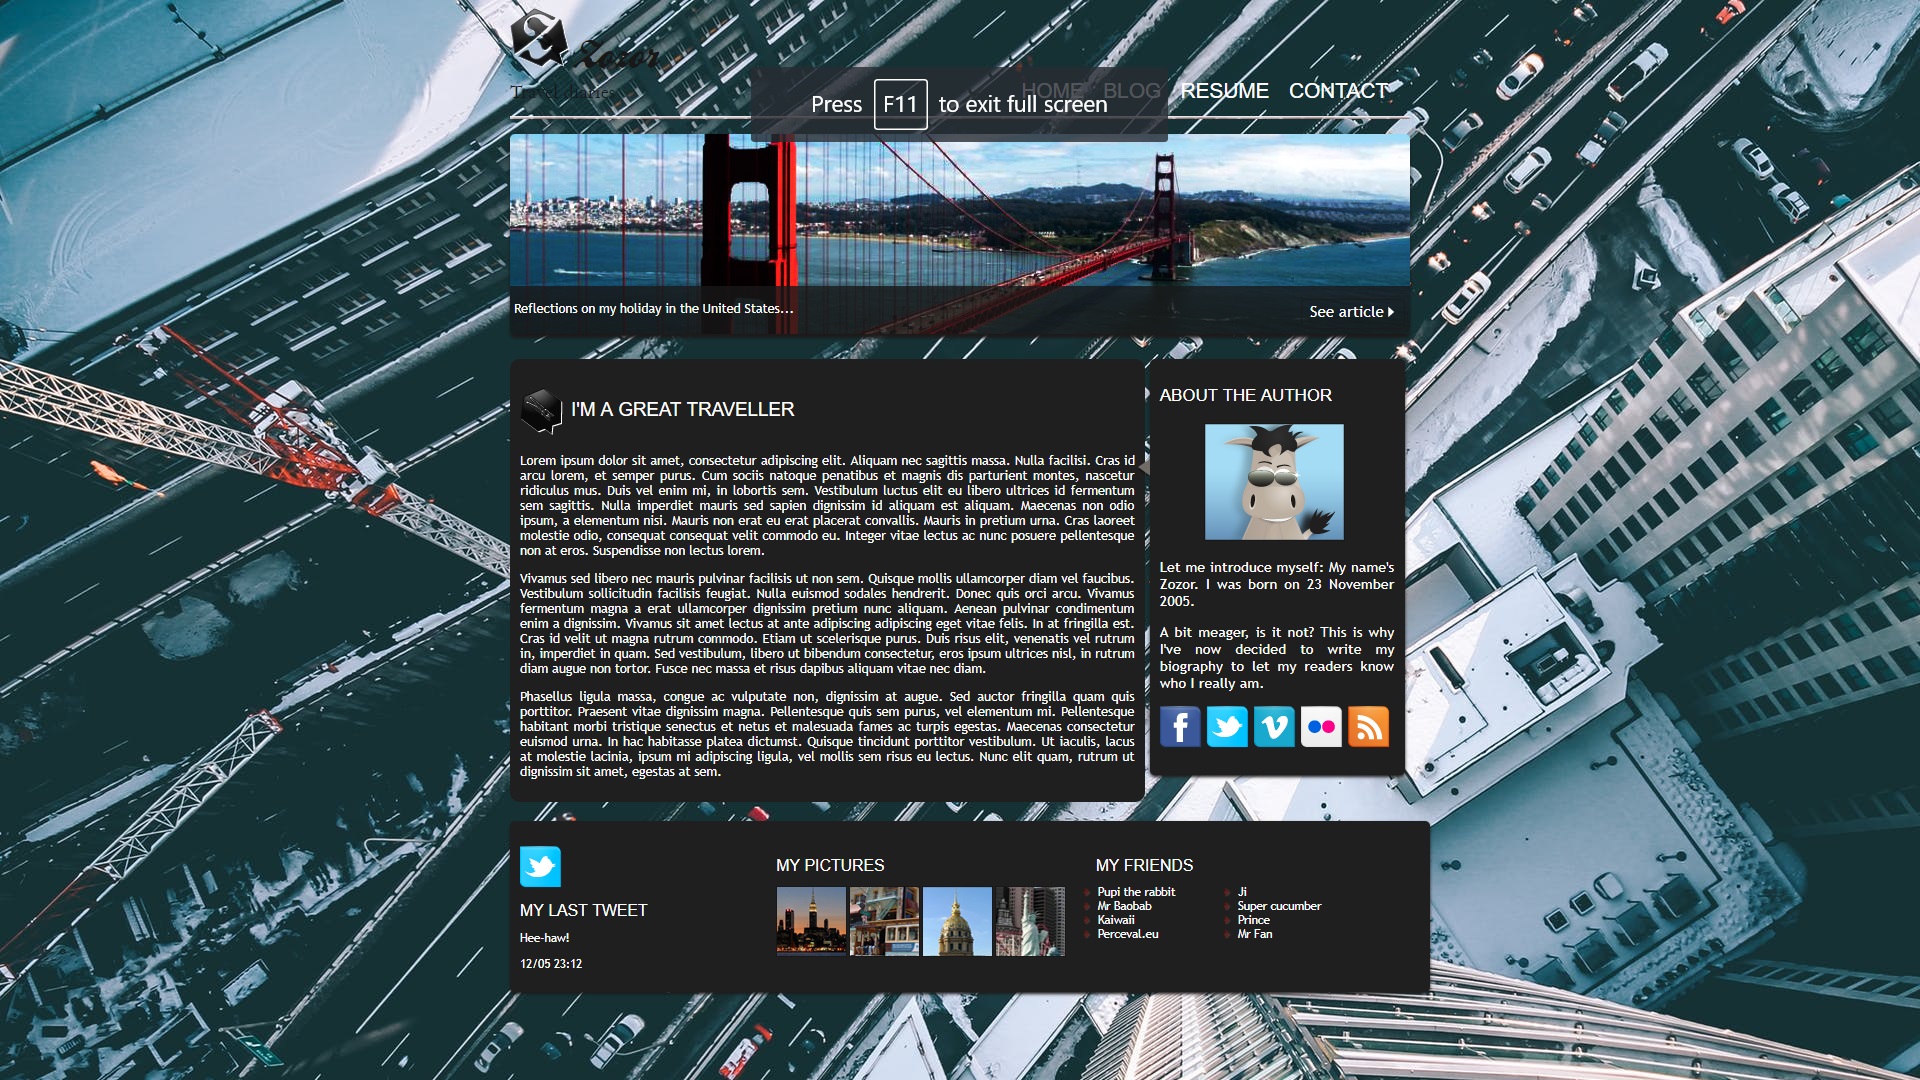 Zozor
Travel diaries
HOME BLOG RESUME CONTACT
Press F11 to exit full screen
Reflections on my holiday in the United States...
See article
I'M A GREAT TRAVELLER
Lorem ipsum dolor sit amet, consectetur adipiscing elit. Aliquam nec sagittis massa. Nulla facilisi. Cras id
arcu lorem, et semper purus. Cum sociis natoque penatibus et magnis dis parturient montes, nascetur
ridiculus mus. Duis vel enim mi, in lobortis sem. Vestibulum luctus elit eu libero ultrices id fermentum
sem sagittis. Nulla imperdiet mauris sed sapien dignissim id aliquam est aliquam. Maecenas non odio
ipsum, a elementum nisi. Mauris non erat eu erat placerat convallis. Mauris in pretium urna. Cras laoreet
molestie odio, consequat consequat velit commodo eu. Integer vitae lectus ac nunc posuere pellentesque
non at eros. Suspendisse non lectus lorem.
Vivamus sed libero nec mauris pulvinar facilisis ut non sem. Quisque mollis ullamcorper diam vel faucibus.
Vestibulum sollicitudin facilisis feugiat. Nulla euismod sodales hendrerit. Donec quis orci arcu. Vivamus
fermentum magna a erat ullamcorper dignissim pretium nunc aliquam. Aenean pulvinar condimentum
enim a dignissim. Vivamus sit amet lectus at ante adipiscing adipiscing eget vitae felis. In at fringilla est.
Cras id velit ut magna rutrum commodo. Etiam ut scelerisque purus. Duis risus elit, venenatis vel rutrum
in, imperdiet in quam. Sed vestibulum, libero ut bibendum consectetur, eros ipsum ultrices nisl, in rutrum
diam augue non tortor. Fusce nec massa et risus dapibus aliquam vitae nec diam.
Phasellus ligula massa, congue ac vulputate non, dignissim at augue. Sed auctor fringilla quam quis
porttitor. Praesent vitae dignissim magna. Pellentesque quis sem purus, vel elementum mi. Pellentesque
habitant morbi tristique senectus et netus et malesuada fames ac turpis egestas. Maecenas consectetur
euismod urna. In hac habitasse platea dictumst. Quisque tincidunt porttitor vestibulum. Ut iaculis, lacus
at molestie lacinia, ipsum mi adipiscing ligula, vel mollis sem risus eu lectus. Nunc elit quam, rutrum ut
dignissim sit amet, egestas at sem.
ABOUT THE AUTHOR
Let me introduce myself: My name's
Zozor. I was born on 23 November
2005.
A bit meager, is it not? This is why
I've now decided to write my
biography to let my readers know
who I really am.
MY LAST TWEET
Hee-haw!
12/05 23:12
MY PICTURES
MY FRIENDS
Pupi the rabbit
Mr Baobab
Kaiwaii
Perceval.eu
Ji
Super cucumber
Prince
Mr Fan